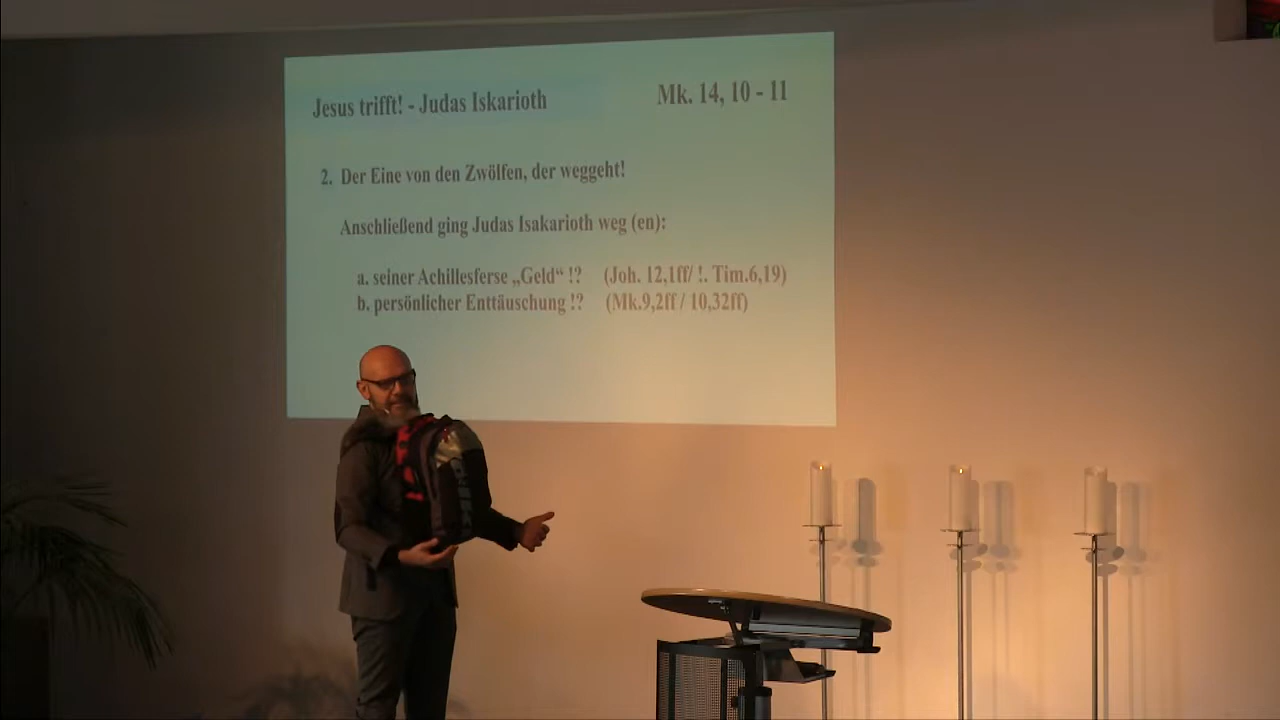 Jesus trifft! - Judas Iskarioth Mk. 14, 10 - 11
2. Der Eine von den Zwölfen, der weggeht!
Anschließend ging Judas Isakarioth weg (en):
a. seiner Achillesferse „Geld“ !? (Joh. 12,1ff/ !. Tim.6,19)
b. persönlicher Enttäuschung !? (Mk.9,2ff / 10,32ff)